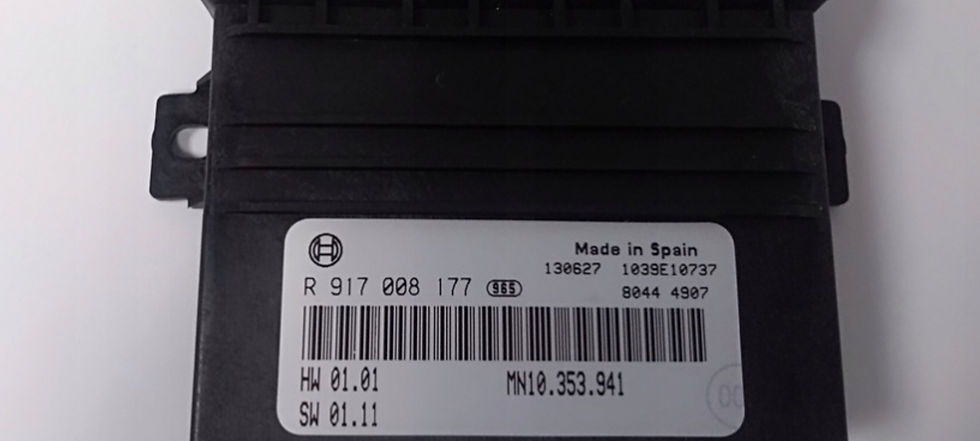 Made in Spain
130627 1039E10737
R 917 008 177 965
8044 4907
HW 01.01 MN10.353.941
SW 01.11